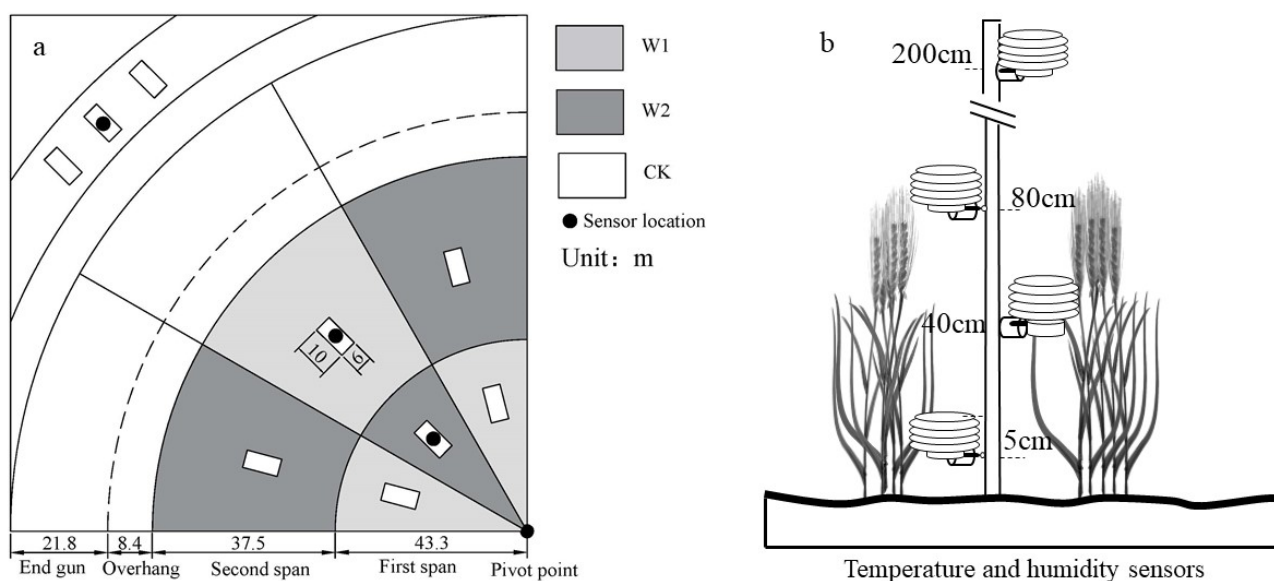 a
W1
W2
CK
Sensor location
Unit：m
10
6
21.8
8.4
37.5
43.3
End gun
Overhang
Second span
First span
Pivot point
b
200cm
80cm
40cm
5cm
Temperature and humidity sensors